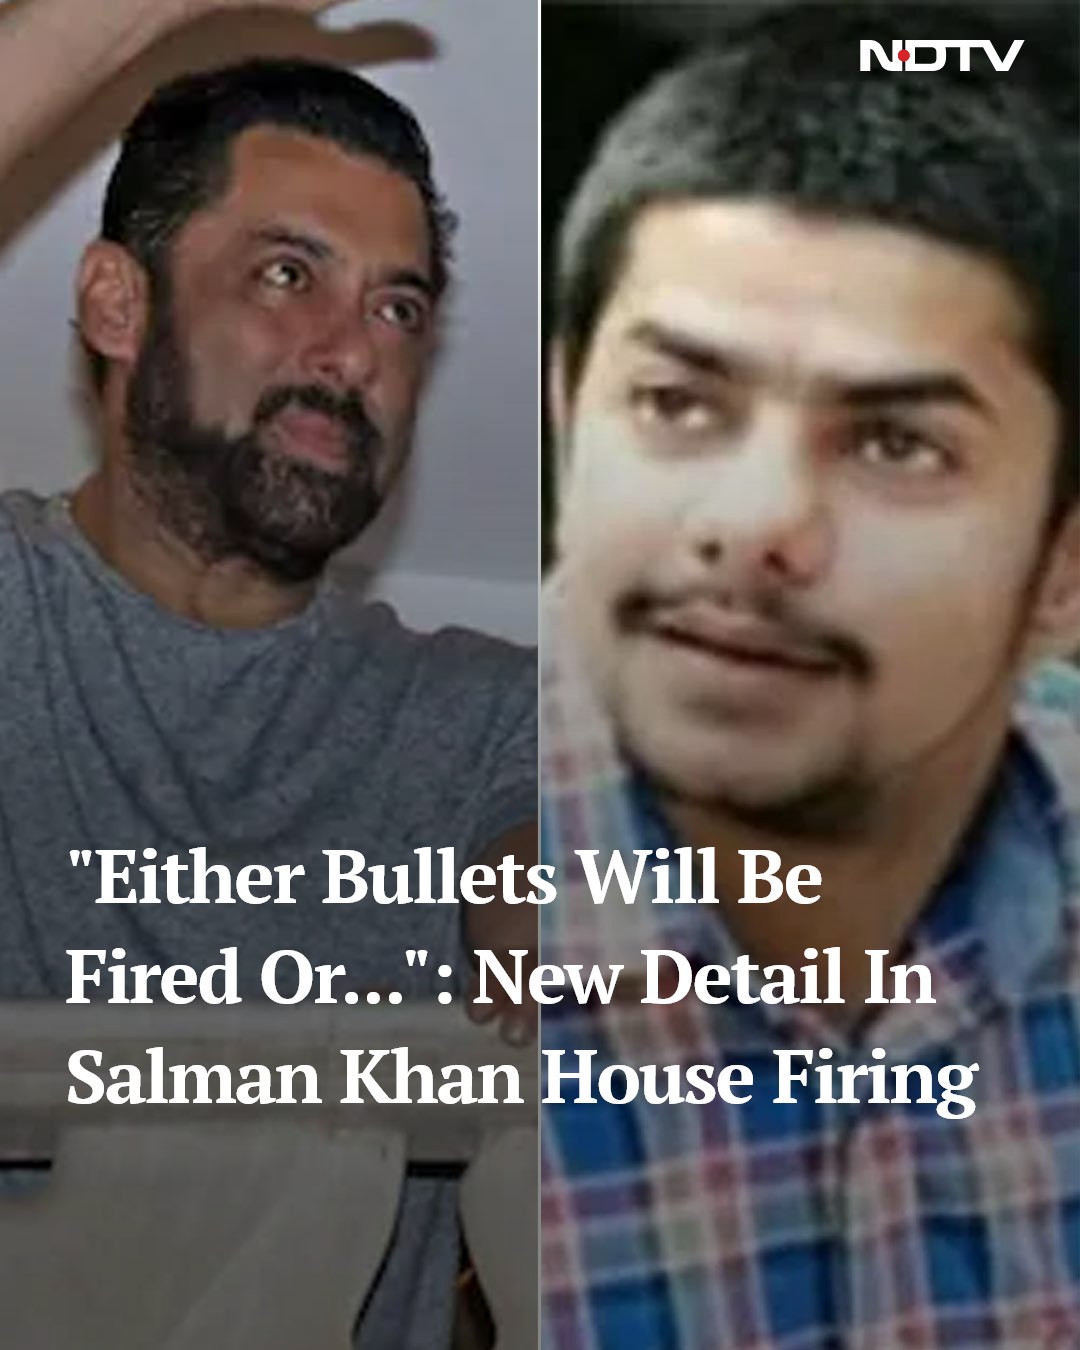 NDTV
"Either Bullets Will Be
Fired Or...": New Detail In
Salman Khan House Firing